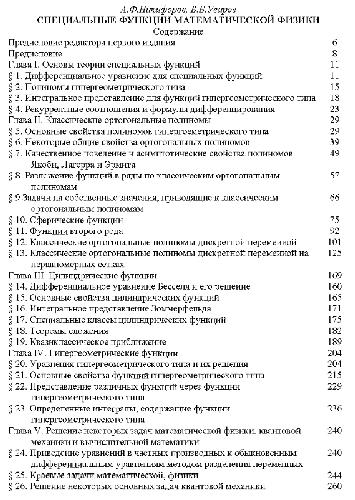 А.Ф.Никифоров, В.Б.Уваров
СПЕЦИАЛЬНЫЕ ФУНКЦИИ МАТЕМАТИЧЕСКОЙ ФИЗИКИ
Содержание
Предисловие редактора первого издания 6
Предисловие 8
Глава I. Основы теории специальных функций 11
§ 1. Дифференциальное уравнение для специальных функций 11
§ 2. Полиномы гипергеометрического типа 15
§ 3. Интегральное представление для функций гипергеометрического типа 18
§ 4. Рекуррентные соотношения и формулы дифференцирования 23
Глава II. Классические ортогональные полиномы 29
§ 5. Основные свойства полиномов гипергеометрического типа 29
§ 6. Некоторые общие свойства ортогональных полиномов 39
§ 7. Качественное поведение и асимптотические свойства полиномов 49
Якоби, Лагерра и Эрмита
§ 8. Разложение функций в ряды по классическим ортогональным 57
полиномам
§ 9 Задачи на собственные значения, приводящие к классическим 66
ортогональным полиномам
§ 10. Сферические функции 75
§ 11. Функции второго рода 92
§ 12. Классические ортогональные полиномы дискретной переменной 101
§ 13. Классические ортогональные полиномы дискретной переменной на 125
неравномерных сетках
Глава III. Цилиндрические функции 169
§ 14. Дифференциальное уравнение Бесселя и его решение 160
§ 15. Основные свойства цилиндрических функций 165
§ 16. Интегральное представление Зоммерфельда 171
§ 17. Специальные классы цилиндрических функций 175
§ 18. Теоремы сложения 182
§ 19. Квазиклассическое приближение 189
Глава IV. Гипергеометрические функции 204
§ 20. Уравнения гипергеометрического типа и их решения 204
§ 21. Основные свойства функций гипергеометрического типа 215
§ 22. Представление различных функций через функции 229
гипергеометрического типа
§ 23. Определенные интегралы, содержащие функции 236
гипергеометрического типа
Глава V. Решение некоторых задач математической физики, квантовой 240
механики и вычислительной математики
§ 24. Приведение уравнений в частных производных к обыкновенным 240
дифференциальным уравнениям методом разделения переменных
§ 25. Краевые задачи математической физики 244
§ 26. Решение некоторых основных задач квантовой механики 260